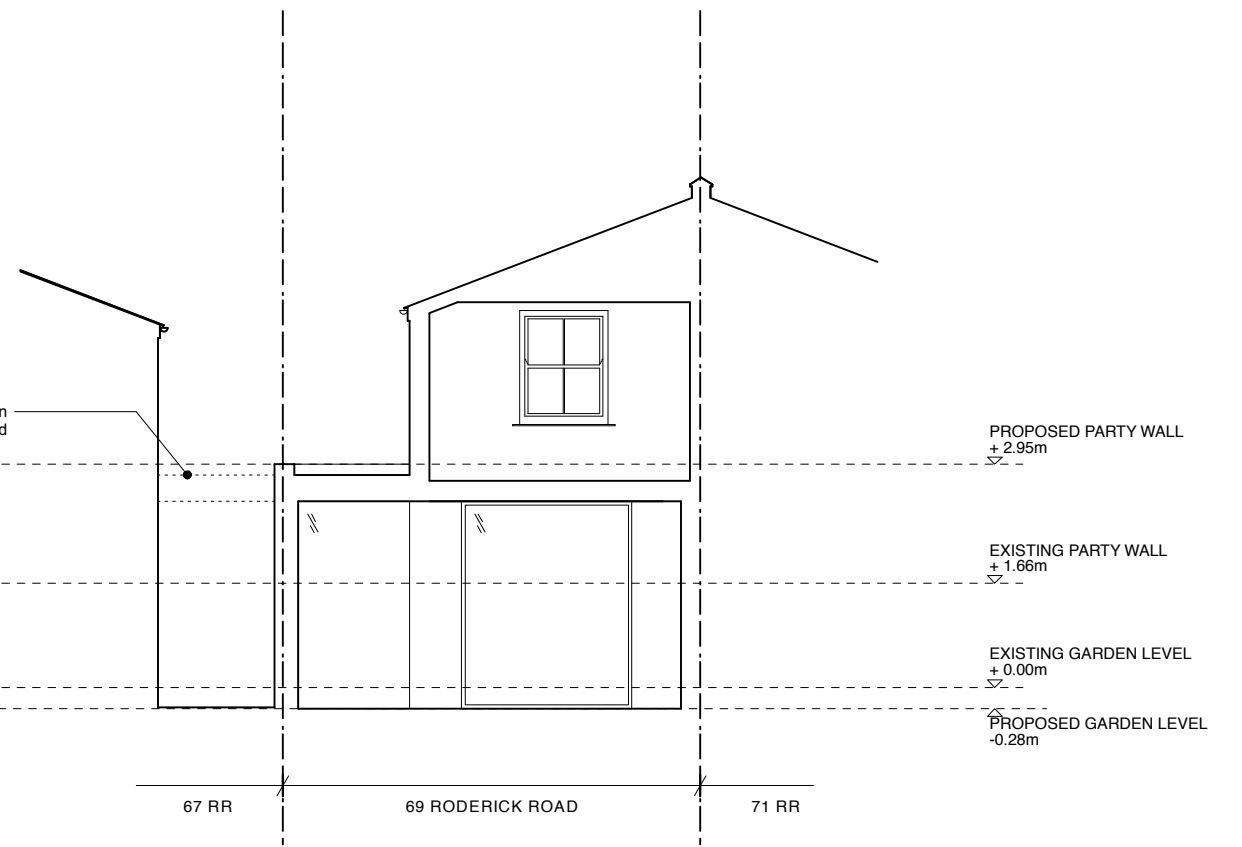 n
d
PROPOSED PARTY WALL
+ 2.95m
EXISTING PARTY WALL
+ 1.66m
EXISTING GARDEN LEVEL
+ 0.00m
PROPOSED GARDEN LEVEL
-0.28m
67 RR
69 RODERICK ROAD
71 RR